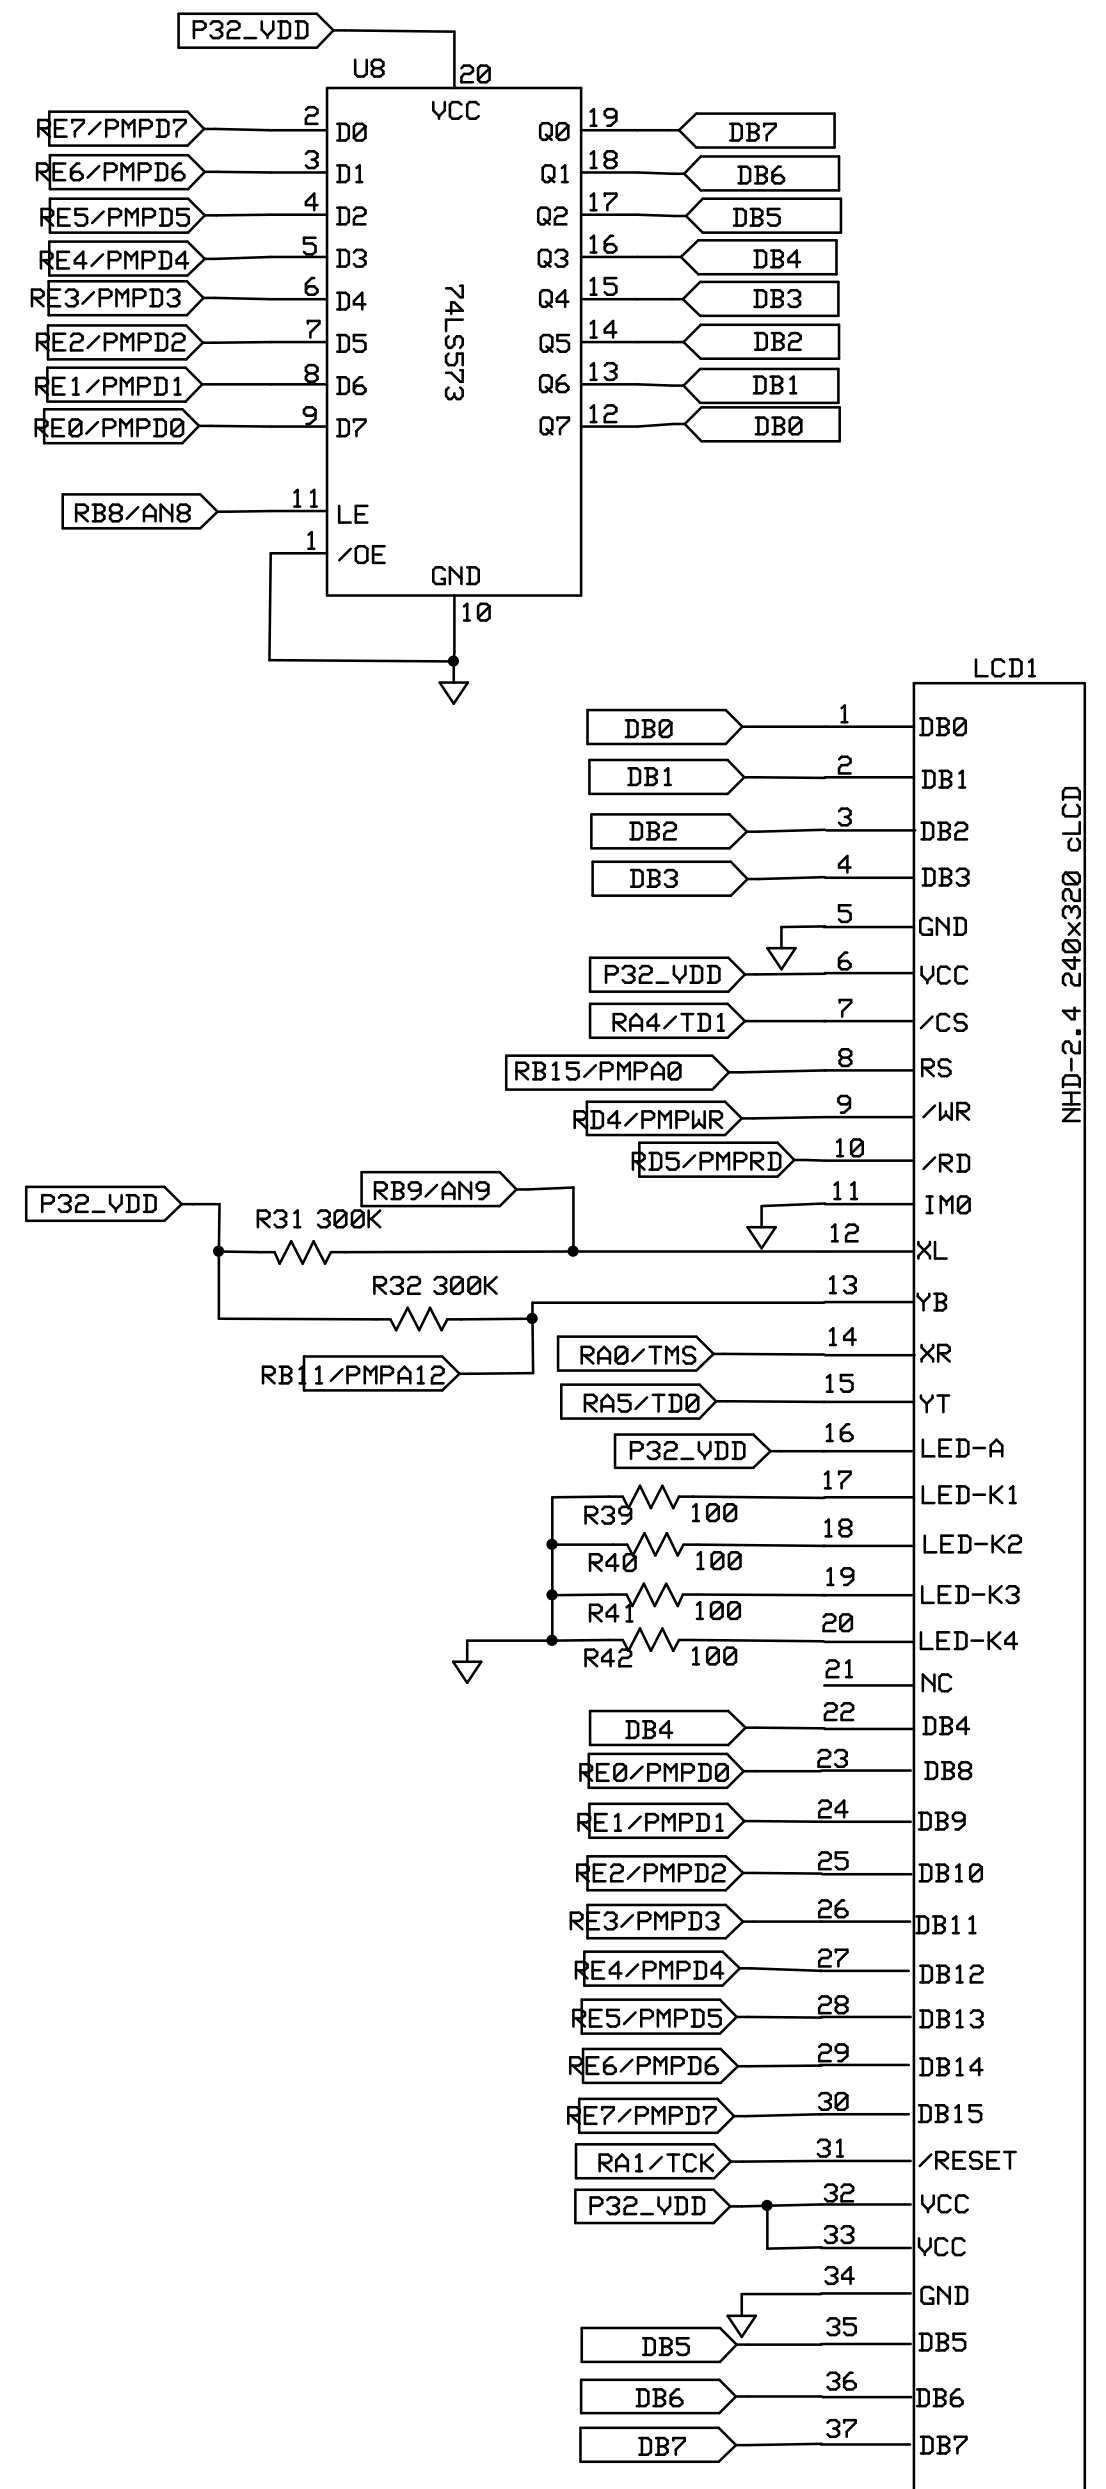 P32_VDD
U8
20
VCC
RE7/PMPD7 2 D0 Q0 19 DB7
RE6/PMPD6 3 D1 Q1 18 DB6
RE5/PMPD5 4 D2 Q2 17 DB5
RE4/PMPD4 5 D3 Q3 16 DB4
RE3/PMPD3 6 D4 Q4 15 DB3
RE2/PMPD2 7 D5 Q5 14 DB2
RE1/PMPD1 8 D6 Q6 13 DB1
RE0/PMPD0 9 D7 Q7 12 DB0
74LS573
RB8/AN8 11 LE
1 /OE
GND
10
LCD1
NHD-2.4 240x320 cLCD
DB0 1 DB0
DB1 2 DB1
DB2 3 DB2
DB3 4 DB3
5 GND
P32_VDD 6 VCC
RA4/TD1 7 /CS
RB15/PMPA0 8 RS
RD4/PMPWR 9 /WR
RD5/PMPRD 10 /RD
11 IM0
P32_VDD
RB9/AN9
R31 300K
12 XL
R32 300K
13 YB
RB11/PMPA12
RA0/TMS 14 XR
RA5/TD0 15 YT
P32_VDD 16 LED-A
R39 100 17 LED-K1
R40 100 18 LED-K2
R41 100 19 LED-K3
R42 100 20 LED-K4
21 NC
DB4 22 DB4
RE0/PMPD0 23 DB8
RE1/PMPD1 24 DB9
RE2/PMPD2 25 DB10
RE3/PMPD3 26 DB11
RE4/PMPD4 27 DB12
RE5/PMPD5 28 DB13
RE6/PMPD6 29 DB14
RE7/PMPD7 30 DB15
RA1/TCK 31 /RESET
P32_VDD 32 VCC
33 VCC
34 GND
DB5 35 DB5
DB6 36 DB6
DB7 37 DB7